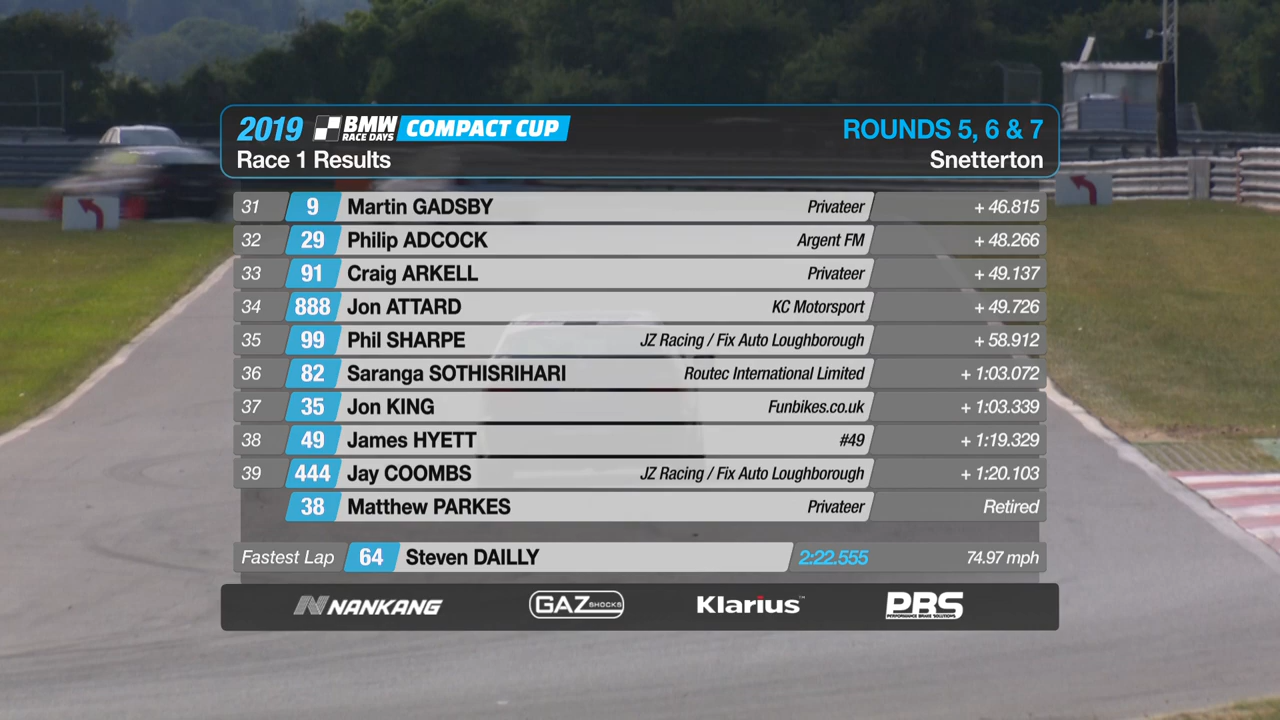 2019 BMW RACE DAYS COMPACT CUP ROUNDS 5, 6 & 7
Race 1 Results Snetterton
31 9 Martin GADSBY Privateer + 46.815
32 29 Philip ADCOCK Argent FM + 48.266
33 91 Craig ARKELL Privateer + 49.137
34 888 Jon ATTARD KC Motorsport + 49.726
35 99 Phil SHARPE JZ Racing / Fix Auto Loughborough + 58.912
36 82 Saranga SOTHISRIHARI Routec International Limited + 1:03.072
37 35 Jon KING Funbikes.co.uk + 1:03.339
38 49 James HYETT #49 + 1:19.329
39 444 Jay COOMBS JZ Racing / Fix Auto Loughborough + 1:20.103
38 Matthew PARKES Privateer Retired
Fastest Lap 64 Steven DAILLY 2:22.555 74.97 mph
NANKANG GAZ SHOCKS Klarius™ PBS PERFORMANCE BRAKE SOLUTIONS